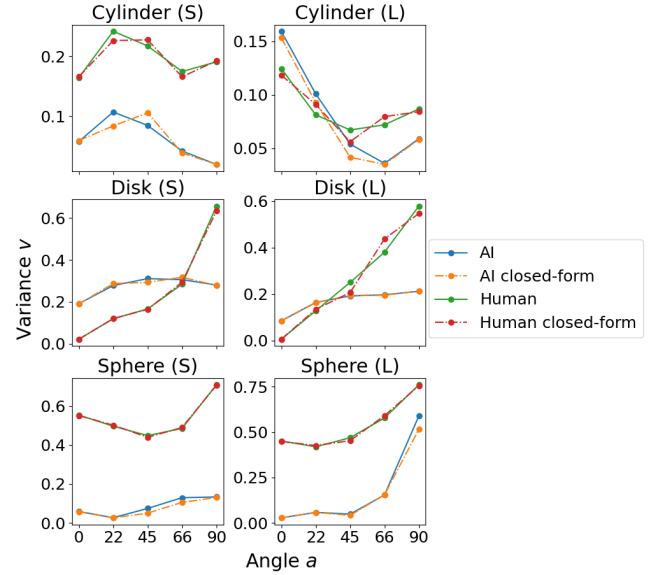 Cylinder (S)
Cylinder (L)
0.2
0.1
0.15
0.10
0.05
Disk (S)
Disk (L)
0.6
0.4
0.2
0.0
0.6
0.4
0.2
0.0
Variance v
AI
AI closed-form
Human
Human closed-form
Sphere (S)
Sphere (L)
0.6
0.4
0.2
0.0
0.75
0.50
0.25
0.00
0 22 45 66 90
0 22 45 66 90
Angle a